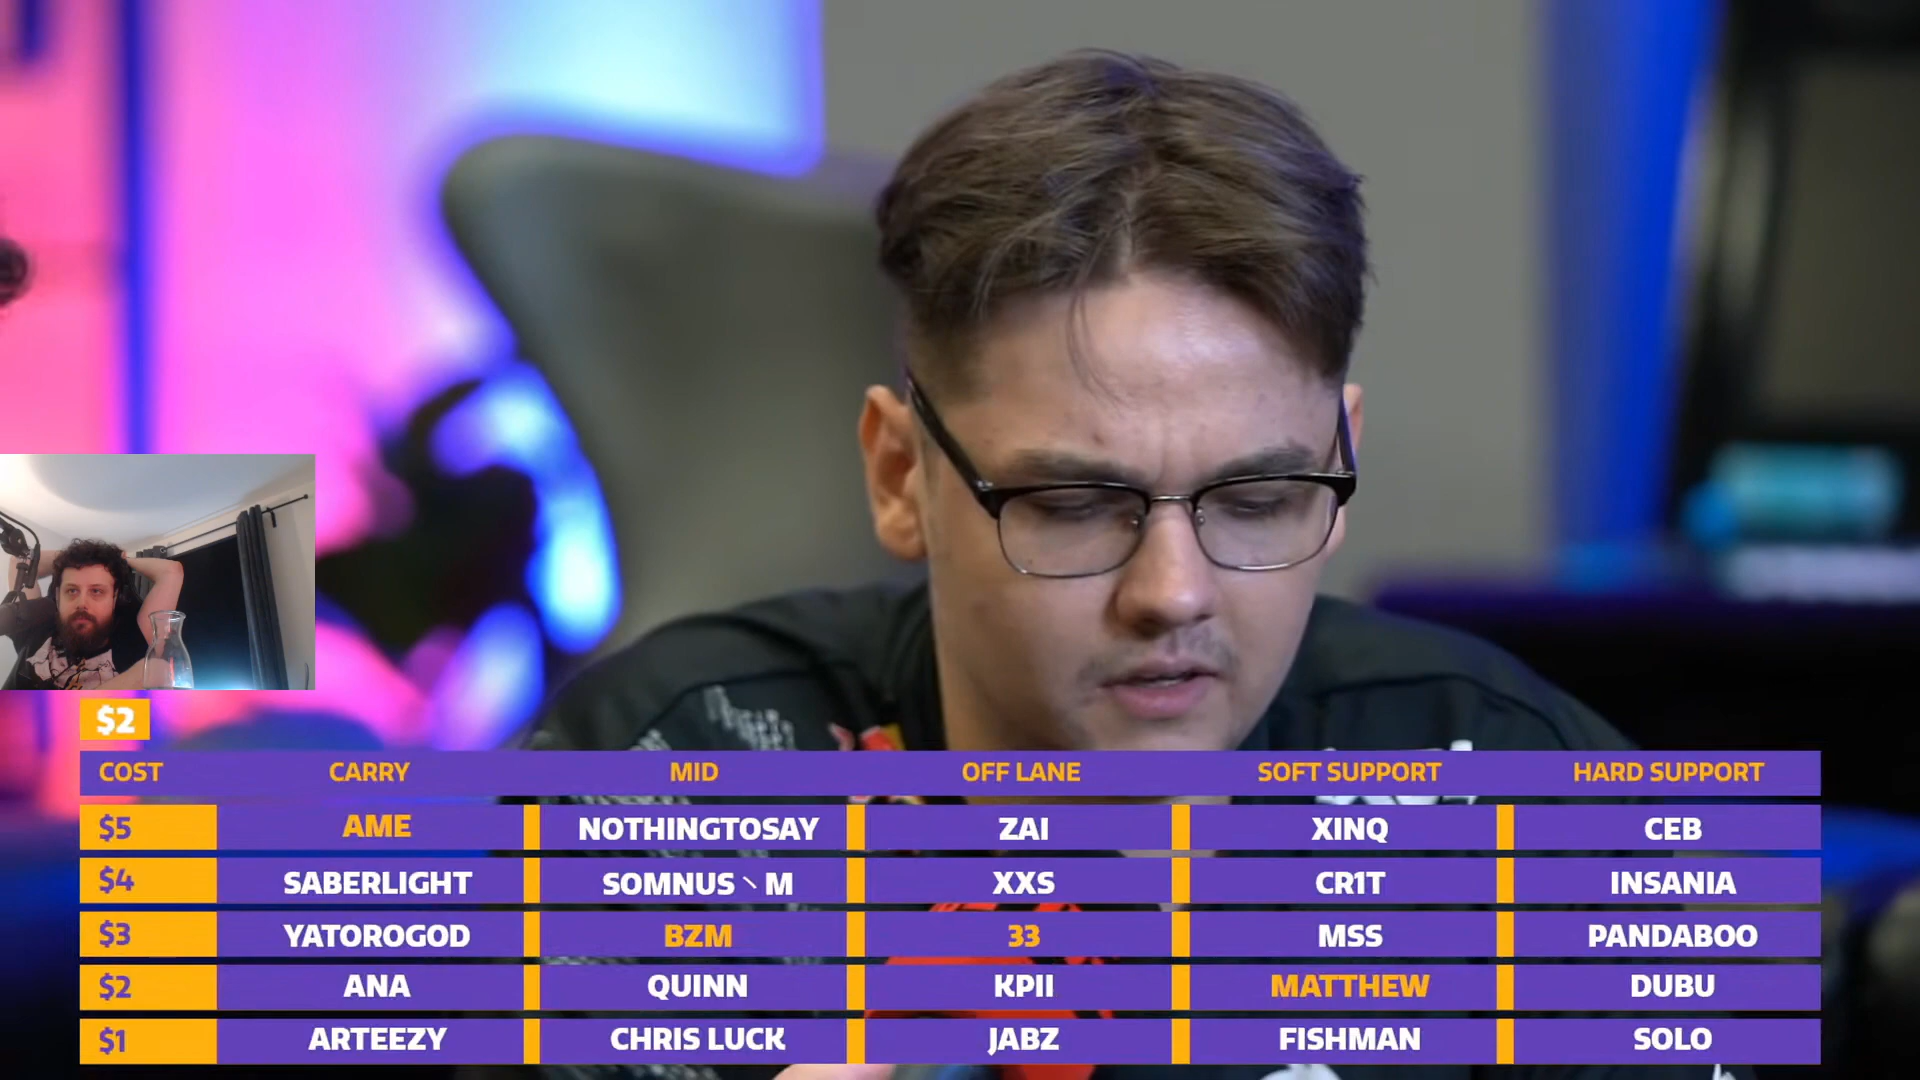 $2
COST CARRY MID OFF LANE SOFT SUPPORT HARD SUPPORT
$5 AME NOTHINGTOSAY ZAI XINQ CEB
$4 SABERLIGHT SOMNUS丶M XXS CR1T INSANIA
$3 YATOROGOD BZM 33 MSS PANDABOO
$2 ANA QUINN KPII MATTHEW DUBU
$1 ARTEEZY CHRIS LUCK JABZ FISHMAN SOLO